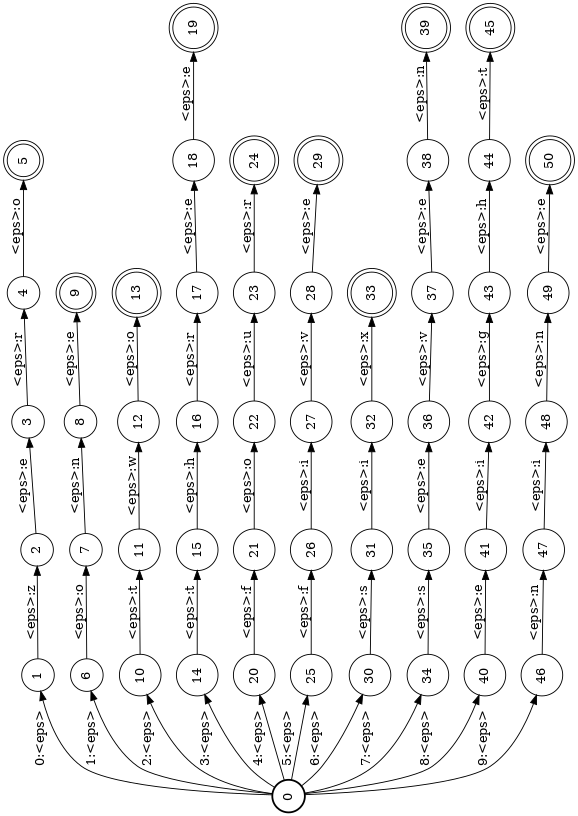 0:<eps> 1 <eps>:z 2 <eps>:e 3 <eps>:r 4 <eps>:o 5
1:<eps> 6 <eps>:o 7 <eps>:n 8 <eps>:e 9
2:<eps> 10 <eps>:t 11 <eps>:w 12 <eps>:o 13
3:<eps> 14 <eps>:t 15 <eps>:h 16 <eps>:r 17 <eps>:e 18 <eps>:e 19
4:<eps> 20 <eps>:f 21 <eps>:o 22 <eps>:u 23 <eps>:r 24
0
5:<eps> 25 <eps>:f 26 <eps>:i 27 <eps>:v 28 <eps>:e 29
6:<eps> 30 <eps>:s 31 <eps>:i 32 <eps>:x 33
7:<eps> 34 <eps>:s 35 <eps>:e 36 <eps>:v 37 <eps>:e 38 <eps>:n 39
8:<eps> 40 <eps>:e 41 <eps>:i 42 <eps>:g 43 <eps>:h 44 <eps>:t 45
9:<eps> 46 <eps>:n 47 <eps>:i 48 <eps>:n 49 <eps>:e 50